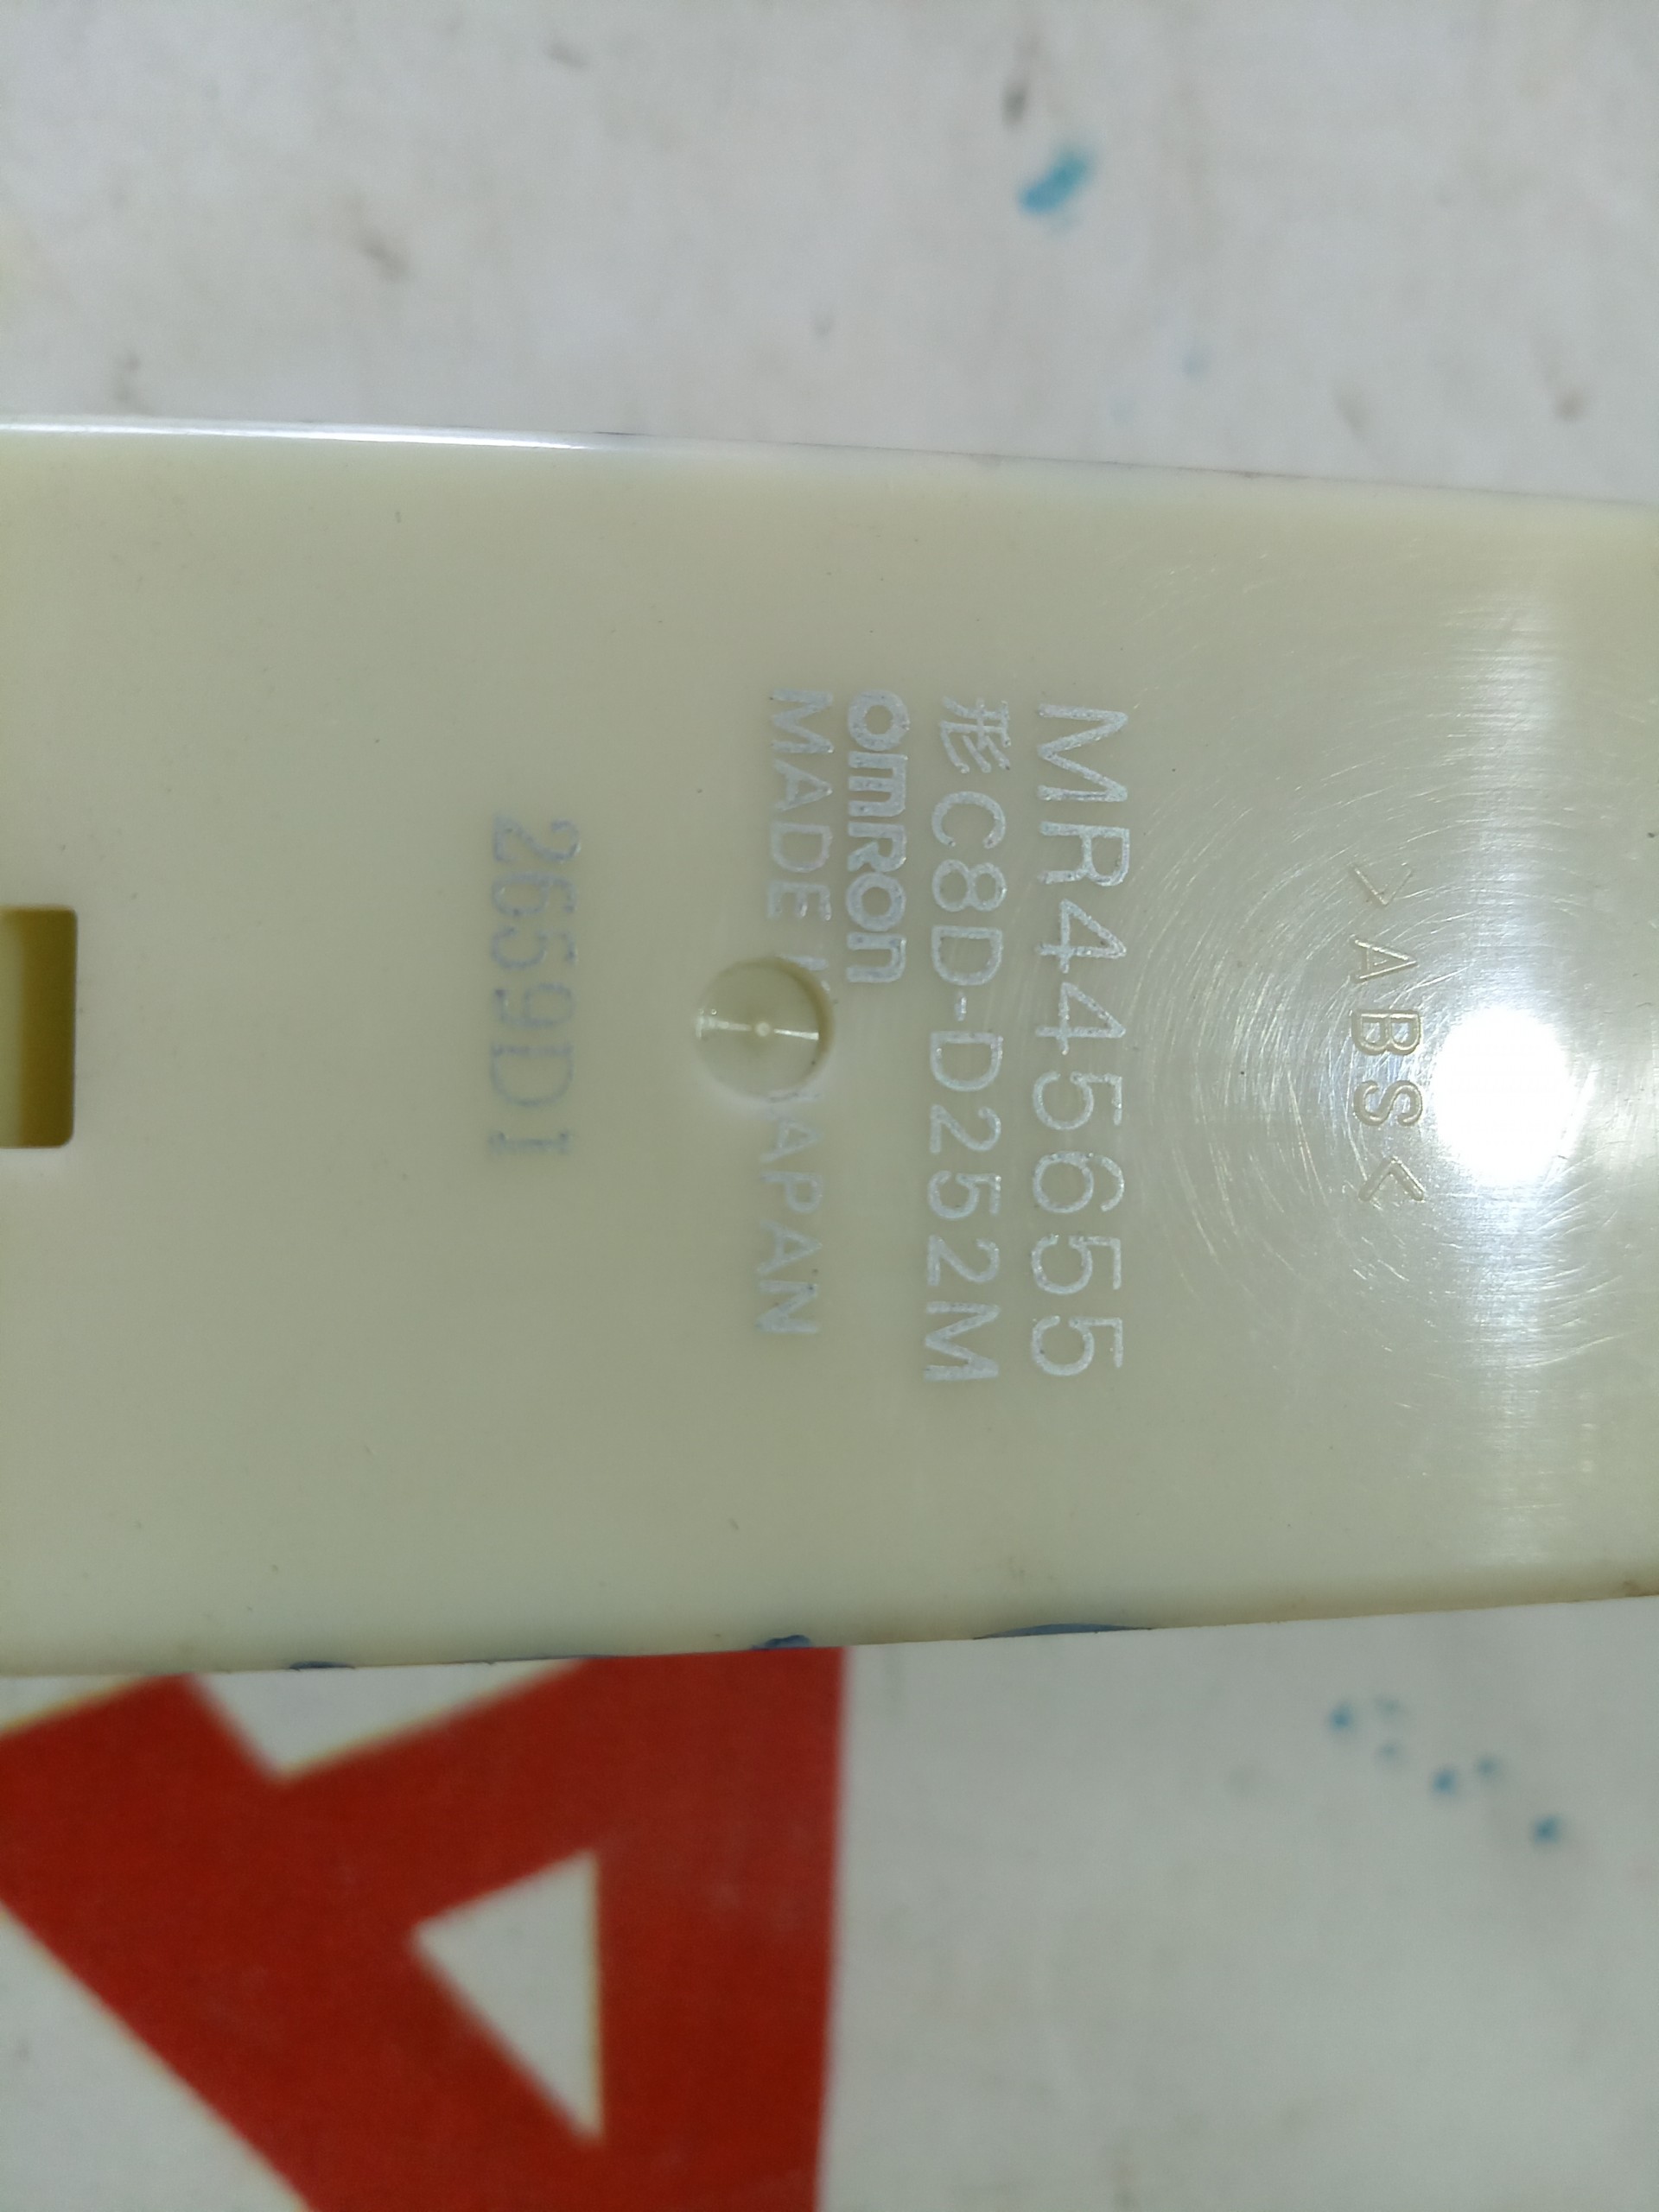 >ABS<
MR445655
形C8D-D252M
omron
MADE IN JAPAN
2659D1